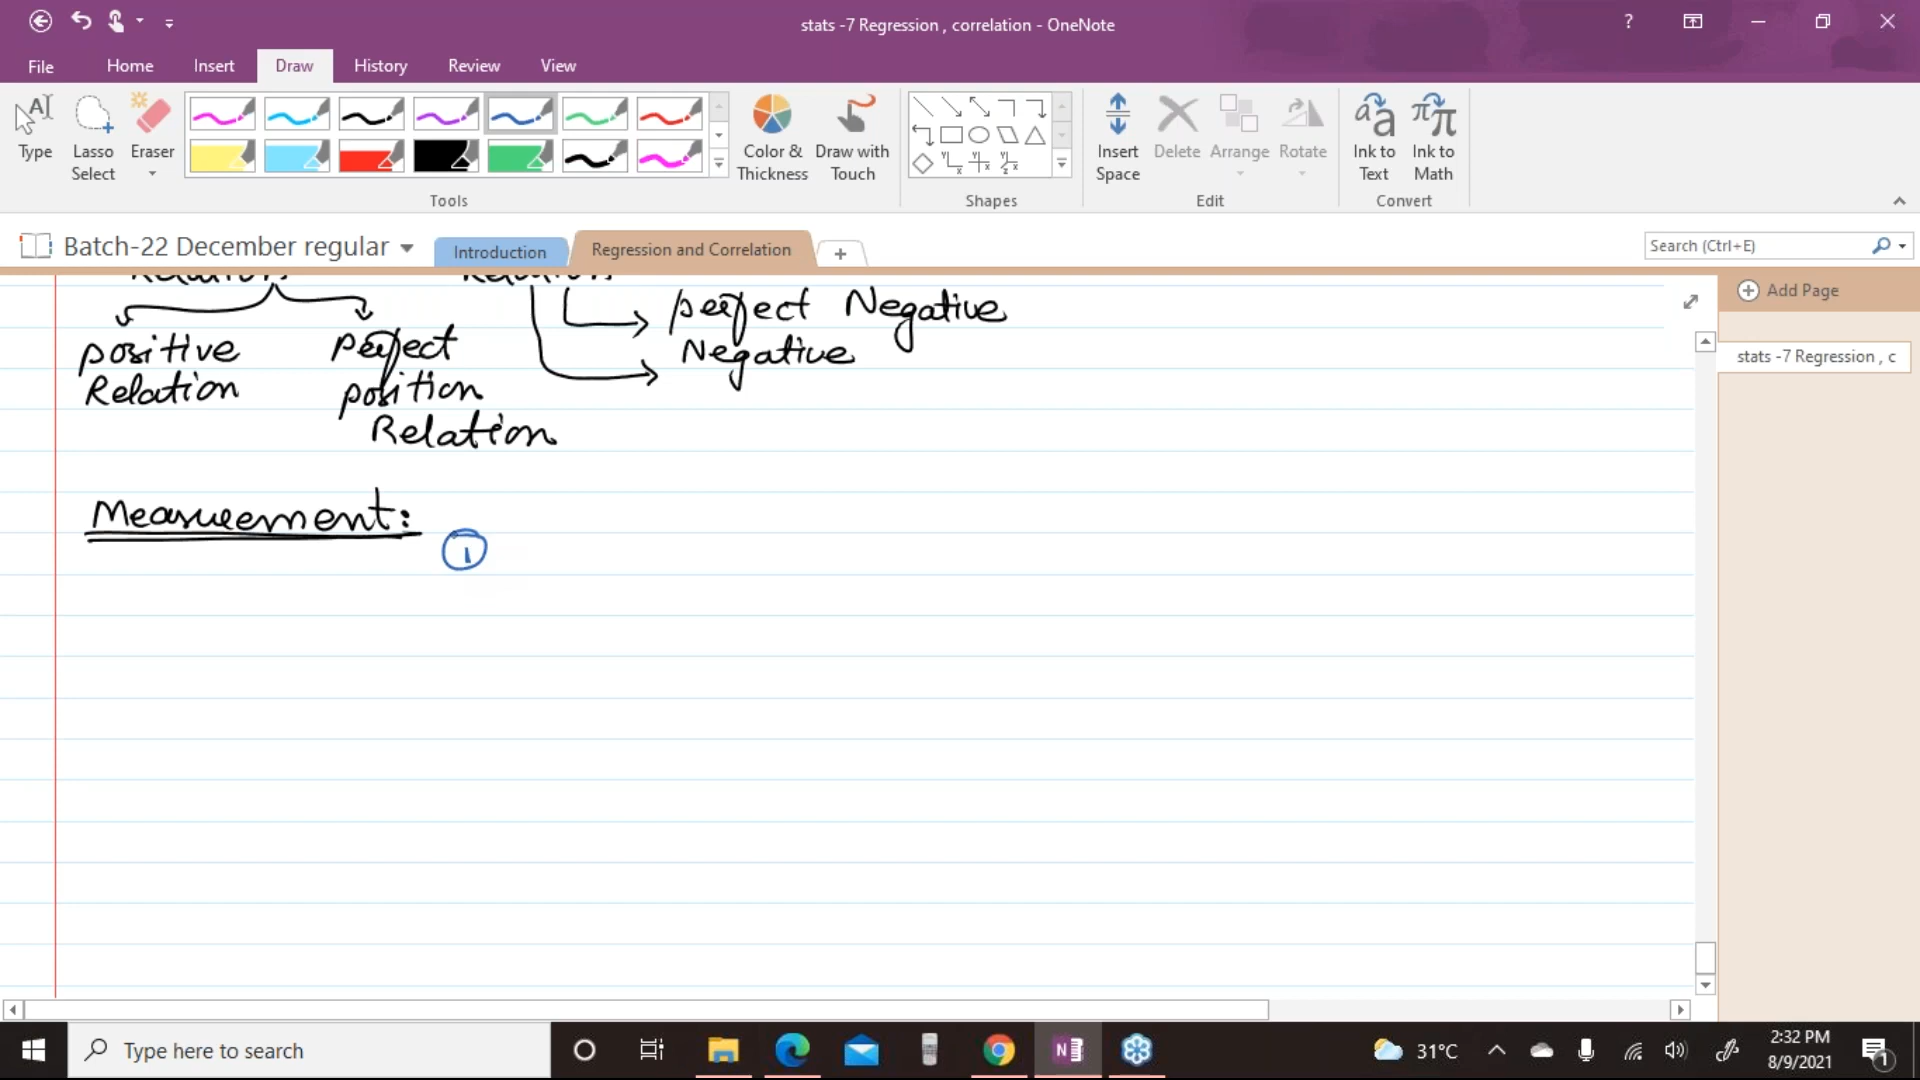 stats -7 Regression , correlation - OneNote
?
File Home Insert Draw History Review View
Type
Lasso Select
Eraser
Color & Thickness
Draw with Touch
Insert Space
Delete
Arrange
Rotate
Ink to Text
Ink to Math
Tools
Shapes
Edit
Convert
Batch-22 December regular
Introduction
Regression and Correlation
Search (Ctrl+E)
Add Page
stats -7 Regression , c
Relation Relation
perfect Negative
Negative
positive
Relation
perfect
position
Relation
Measurement:
1
Type here to search
31°C
2:32 PM
8/9/2021
1